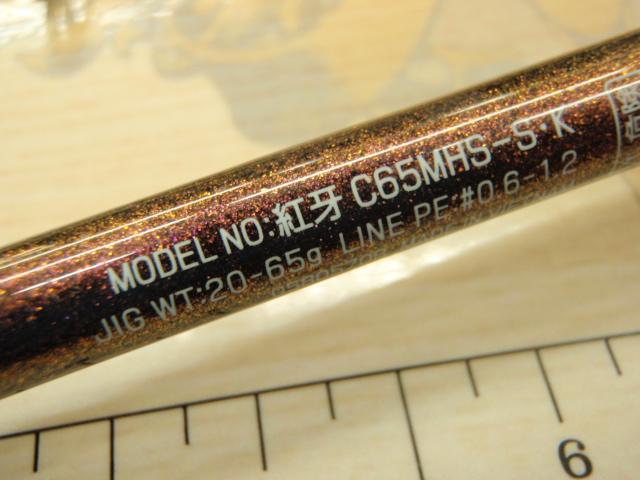 MODEL NO:紅牙 C65MHS-S・K
JIG WT:20-65g LINE PE:#0.6-1.2
6